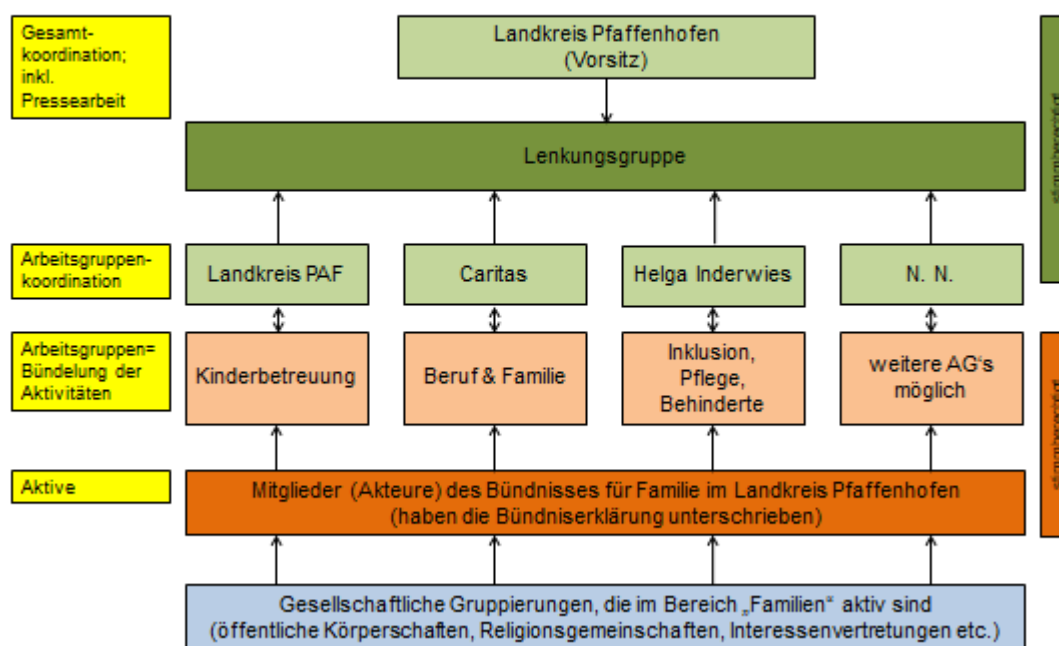 Gesamt-
koordination;
inkl.
Pressearbeit
Landkreis Pfaffenhofen
(Vorsitz)
Lenkungsgruppe
Arbeitsgruppen-
koordination
Landkreis PAF
Caritas
Helga Inderwies
N. N.
Arbeitsgruppen=
Bündelung der
Aktivitäten
Kinderbetreuung
Beruf & Familie
Inklusion,
Pflege,
Behinderte
weitere AG's
möglich
Aktive
Mitglieder (Akteure) des Bündnisses für Familie im Landkreis Pfaffenhofen
(haben die Bündniserklärung unterschrieben)
Gesellschaftliche Gruppierungen, die im Bereich „Familien“ aktiv sind
(öffentliche Körperschaften, Religionsgemeinschaften, Interessenvertretungen etc.)